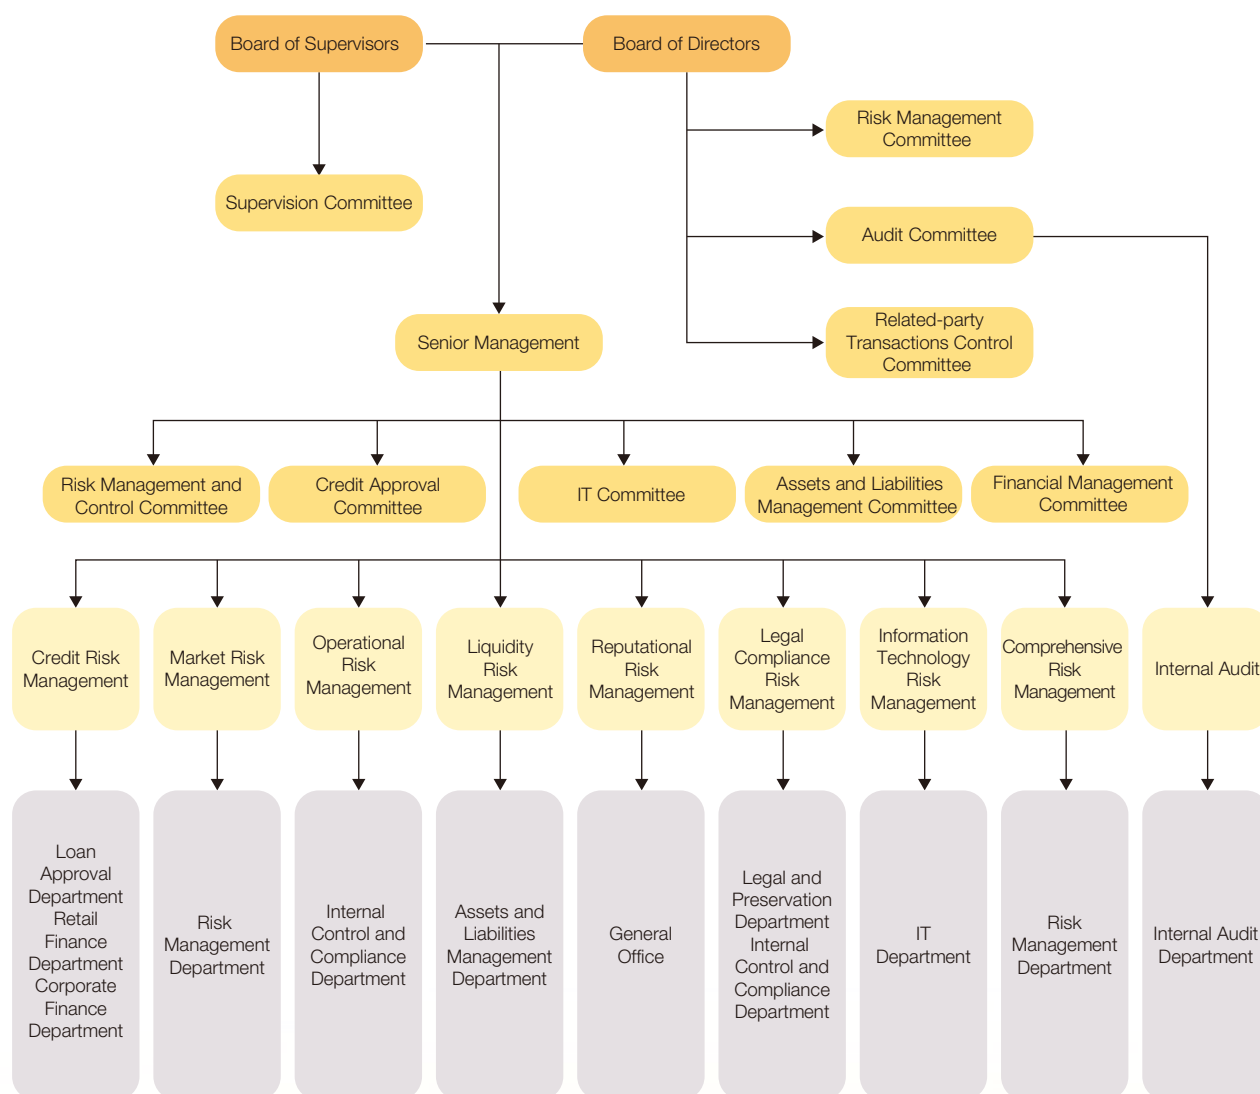 Board of Supervisors
Board of Directors
Risk Management
Committee
Supervision Committee
Audit Committee
Related-party
Transactions Control
Committee
Senior Management
Risk Management and
Control Committee
Credit Approval
Committee
IT Committee
Assets and Liabilities
Management Committee
Financial Management
Committee
Credit Risk
Management
Market Risk
Management
Operational
Risk
Management
Liquidity
Risk
Management
Reputational
Risk
Management
Legal
Compliance
Risk
Management
Information
Technology
Risk
Management
Comprehensive
Risk
Management
Internal Audit
Loan
Approval
Department
Retail
Finance
Department
Corporate
Finance
Department
Risk
Management
Department
Internal
Control and
Compliance
Department
Assets and
Liabilities
Management
Department
General
Office
Legal and
Preservation
Department
Internal
Control and
Compliance
Department
IT
Department
Risk
Management
Department
Internal Audit
Department